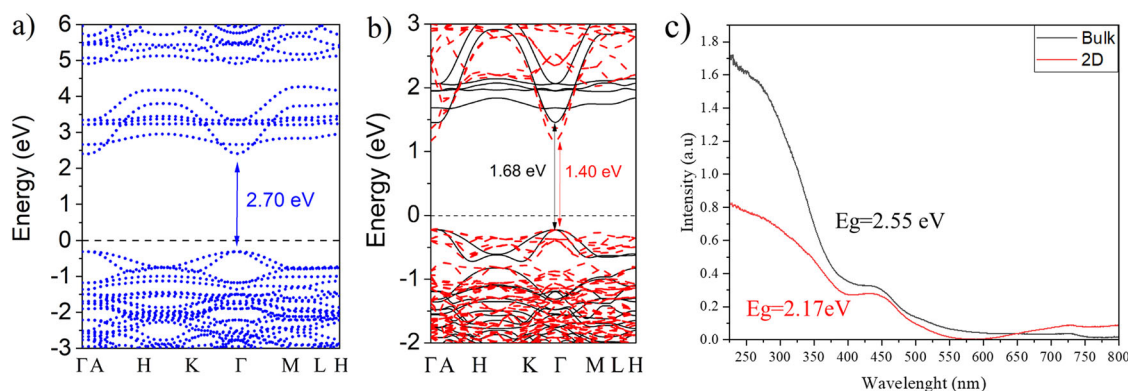 a)
6
5
4
3
2
1
0
-1
-2
-3
Energy (eV)
2.70 eV
Γ A H K Γ M L H
b)
3
2
1
0
-1
-2
Energy (eV)
1.68 eV
1.40 eV
Γ A H K Γ M L H
c)
1.8
1.6
1.4
1.2
1.0
0.8
0.6
0.4
0.2
0.0
Intensity (a.u)
Bulk
2D
Eg=2.55 eV
Eg=2.17eV
250 300 350 400 450 500 550 600 650 700 750 800
Wavelenght (nm)